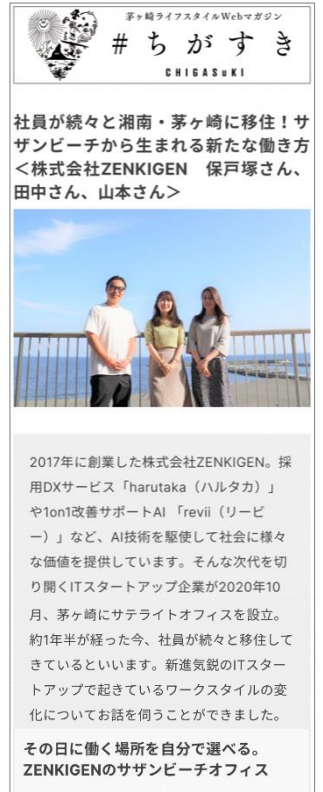 茅ヶ崎ライフスタイルWebマガジン
#ちがすき
CHIGASuKI
社員が続々と湘南・茅ヶ崎に移住！サ
ザンビーチから生まれる新たな働き方
＜株式会社ZENKIGEN　保戸塚さん、
田中さん、山本さん＞
2017年に創業した株式会社ZENKIGEN。採
用DXサービス「harutaka（ハルタカ）」
や1on1改善サポートAI 「revii（リービ
ー）」など、AI技術を駆使して社会に様々
な価値を提供しています。そんな次代を切
り開くITスタートアップ企業が2020年10
月、茅ヶ崎にサテライトオフィスを設立。
約1年半が経った今、社員が続々と移住して
きているといいます。新進気鋭のITスター
トアップで起きているワークスタイルの変
化についてお話を伺うことができました。
その日に働く場所を自分で選べる。
ZENKIGENのサザンビーチオフィス